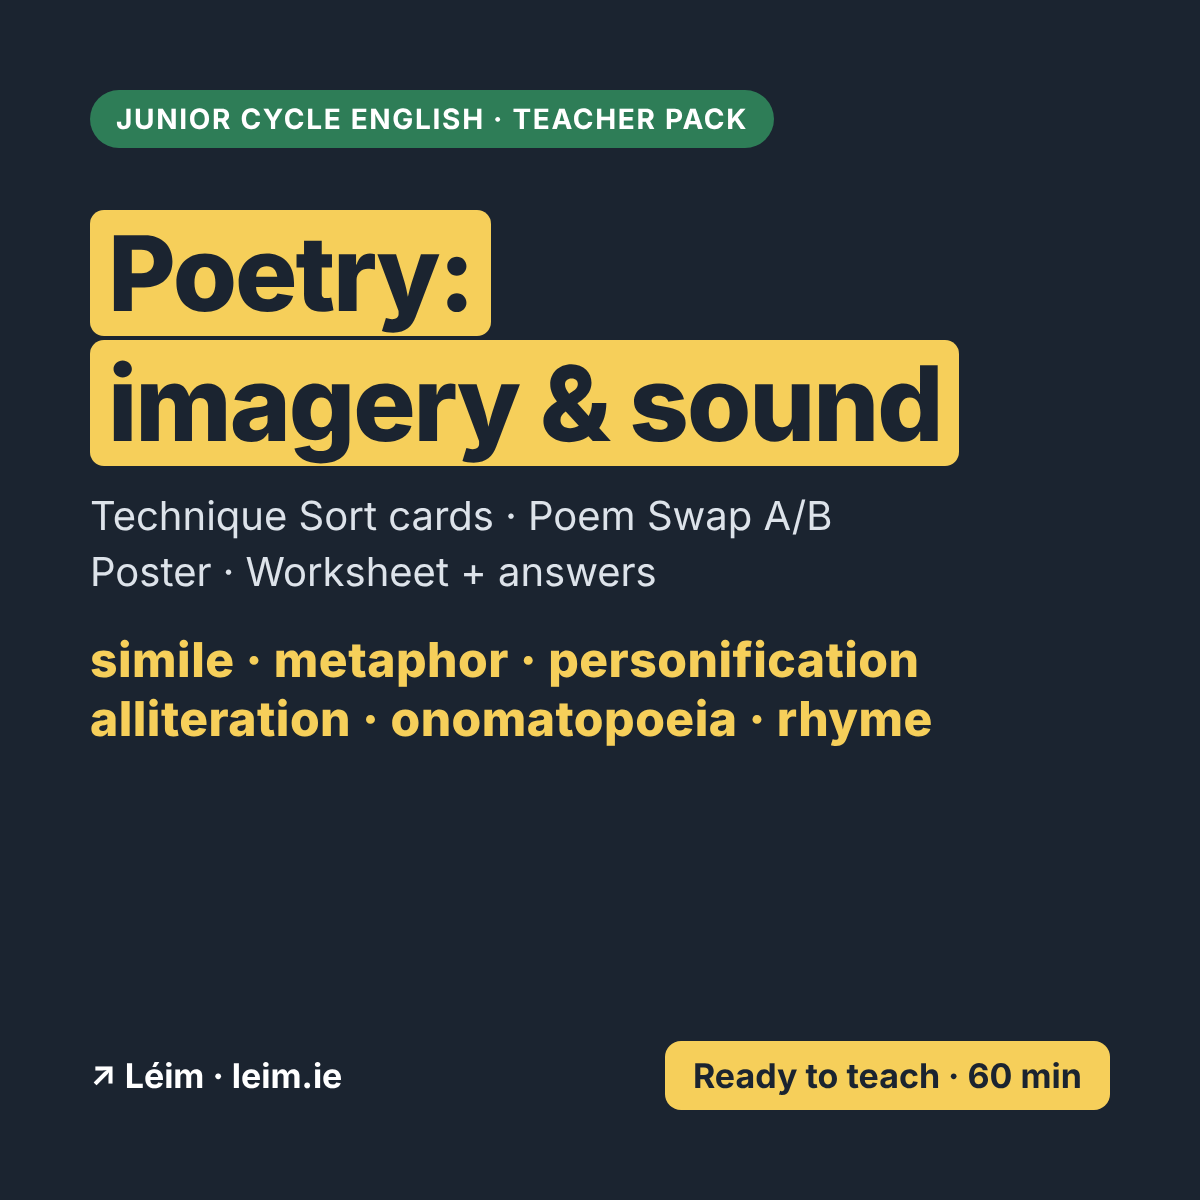 JUNIOR CYCLE ENGLISH · TEACHER PACK
Poetry:
imagery & sound
Technique Sort cards · Poem Swap A/B
Poster · Worksheet + answers
simile · metaphor · personification
alliteration · onomatopoeia · rhyme
↗ Léim · leim.ie
Ready to teach · 60 min